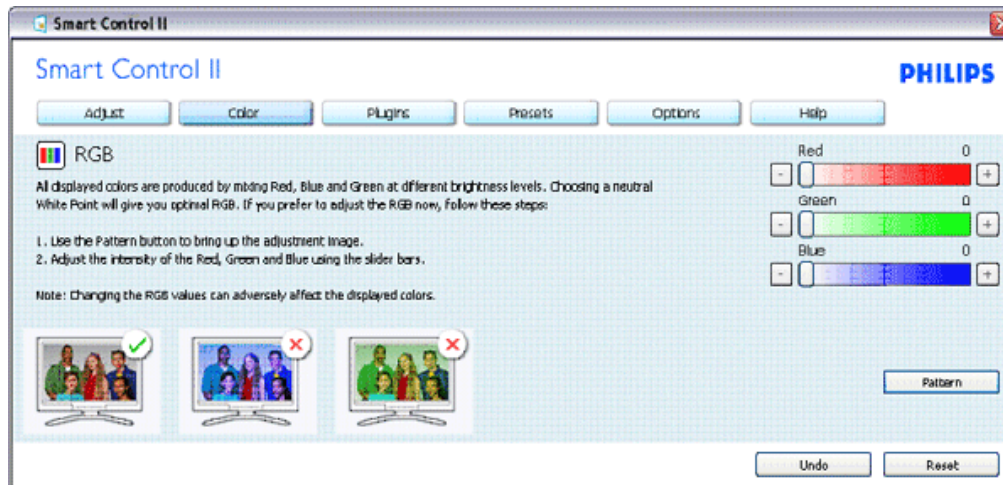 Smart Control II
Smart Control II
PHILIPS
Adjust
Color
Plugins
Presets
Options
Help
RGB
All displayed colors are produced by mixing Red, Blue and Green at different brightness levels. Choosing a neutral
White Point will give you optimal RGB. If you prefer to adjust the RGB now, follow these steps:
1. Use the Pattern button to bring up the adjustment image.
2. Adjust the intensity of the Red, Green and Blue using the slider bars.
Note: Changing the RGB values can adversely affect the displayed colors.
Red 0
- +
Green 0
- +
Blue 0
- +
Pattern
Undo
Reset